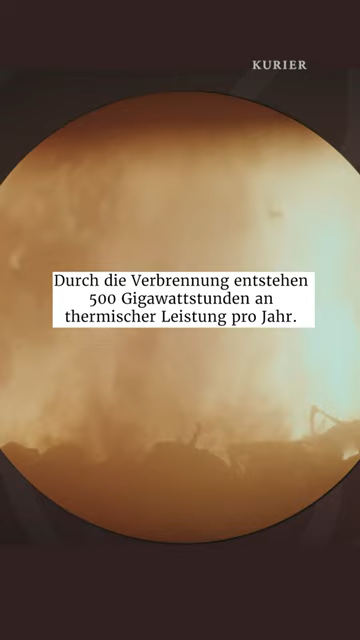 KURIER
Durch die Verbrennung entstehen
500 Gigawattstunden an
thermischer Leistung pro Jahr.